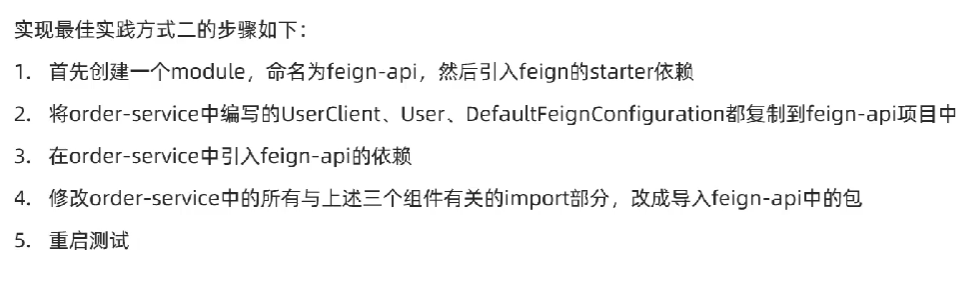 实现最佳实践方式二的步骤如下：
1. 首先创建一个module，命名为feign-api，然后引入feign的starter依赖
2. 将order-service中编写的UserClient、User、DefaultFeignConfiguration都复制到feign-api项目中
3. 在order-service中引入feign-api的依赖
4. 修改order-service中的所有与上述三个组件有关的import部分，改成导入feign-api中的包
5. 重启测试